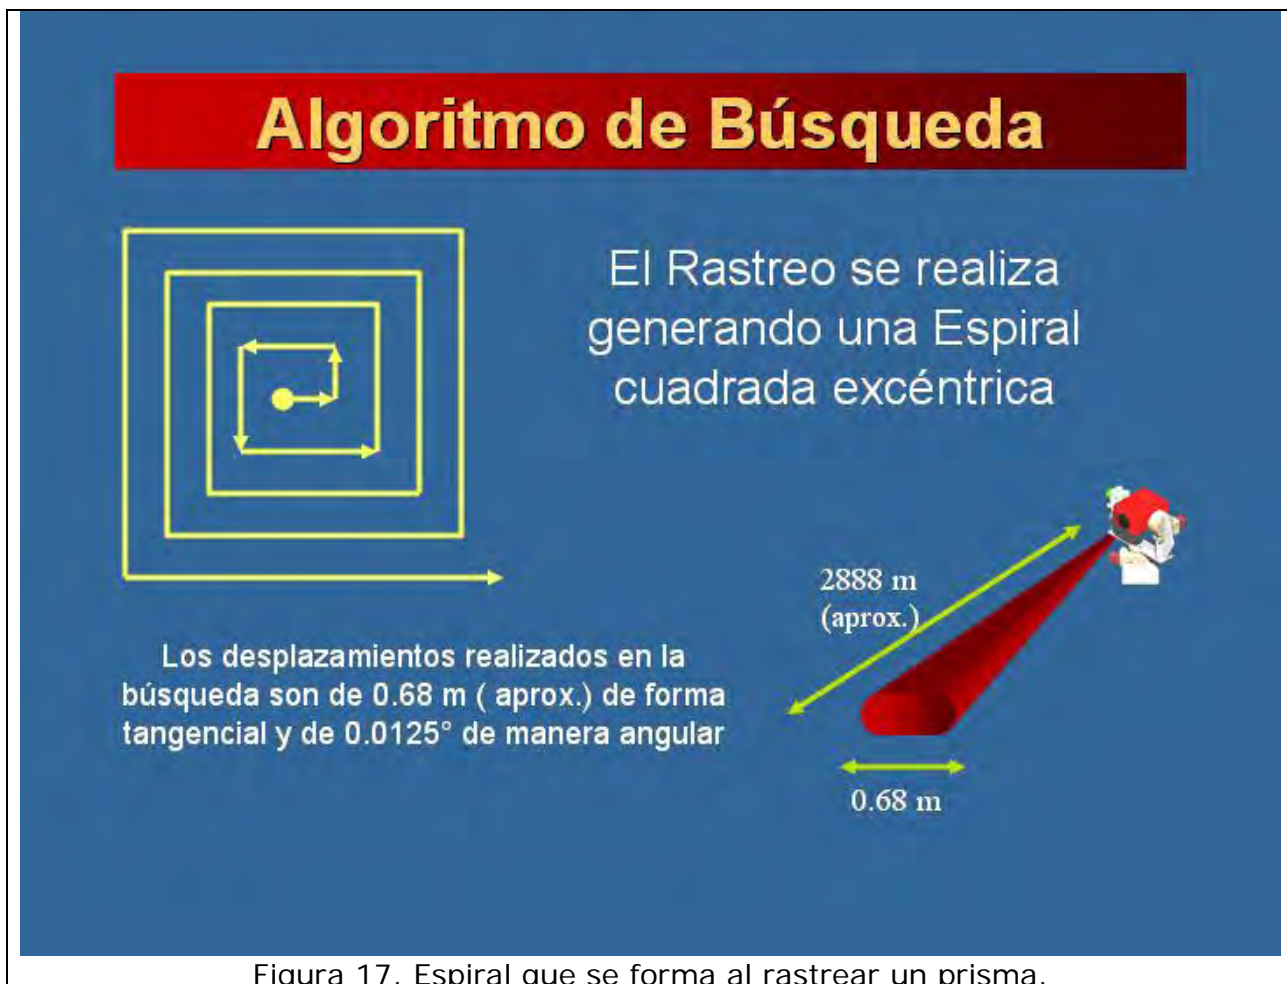 Algoritmo de Búsqueda
El Rastreo se realiza
generando una Espiral
cuadrada excéntrica
2888 m
(aprox.)
Los desplazamientos realizados en la
búsqueda son de 0.68 m ( aprox.) de forma
tangencial y de 0.0125° de manera angular
0.68 m
Figura 17. Espiral que se forma al rastrear un prisma.